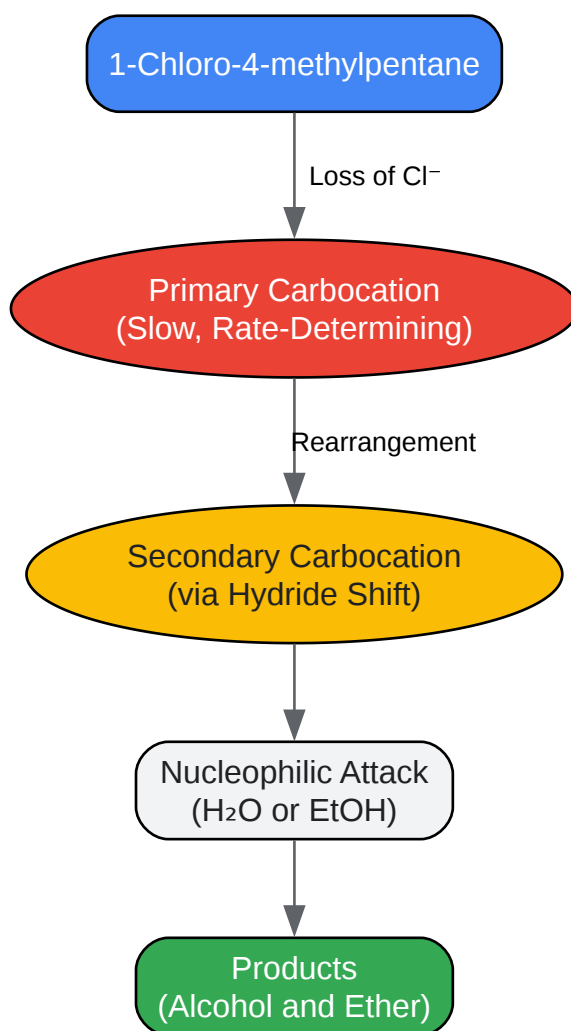 1-Chloro-4-methylpentane
Loss of Cl⁻
Primary Carbocation
(Slow, Rate-Determining)
Rearrangement
Secondary Carbocation
(via Hydride Shift)
Nucleophilic Attack
(H₂O or EtOH)
Products
(Alcohol and Ether)